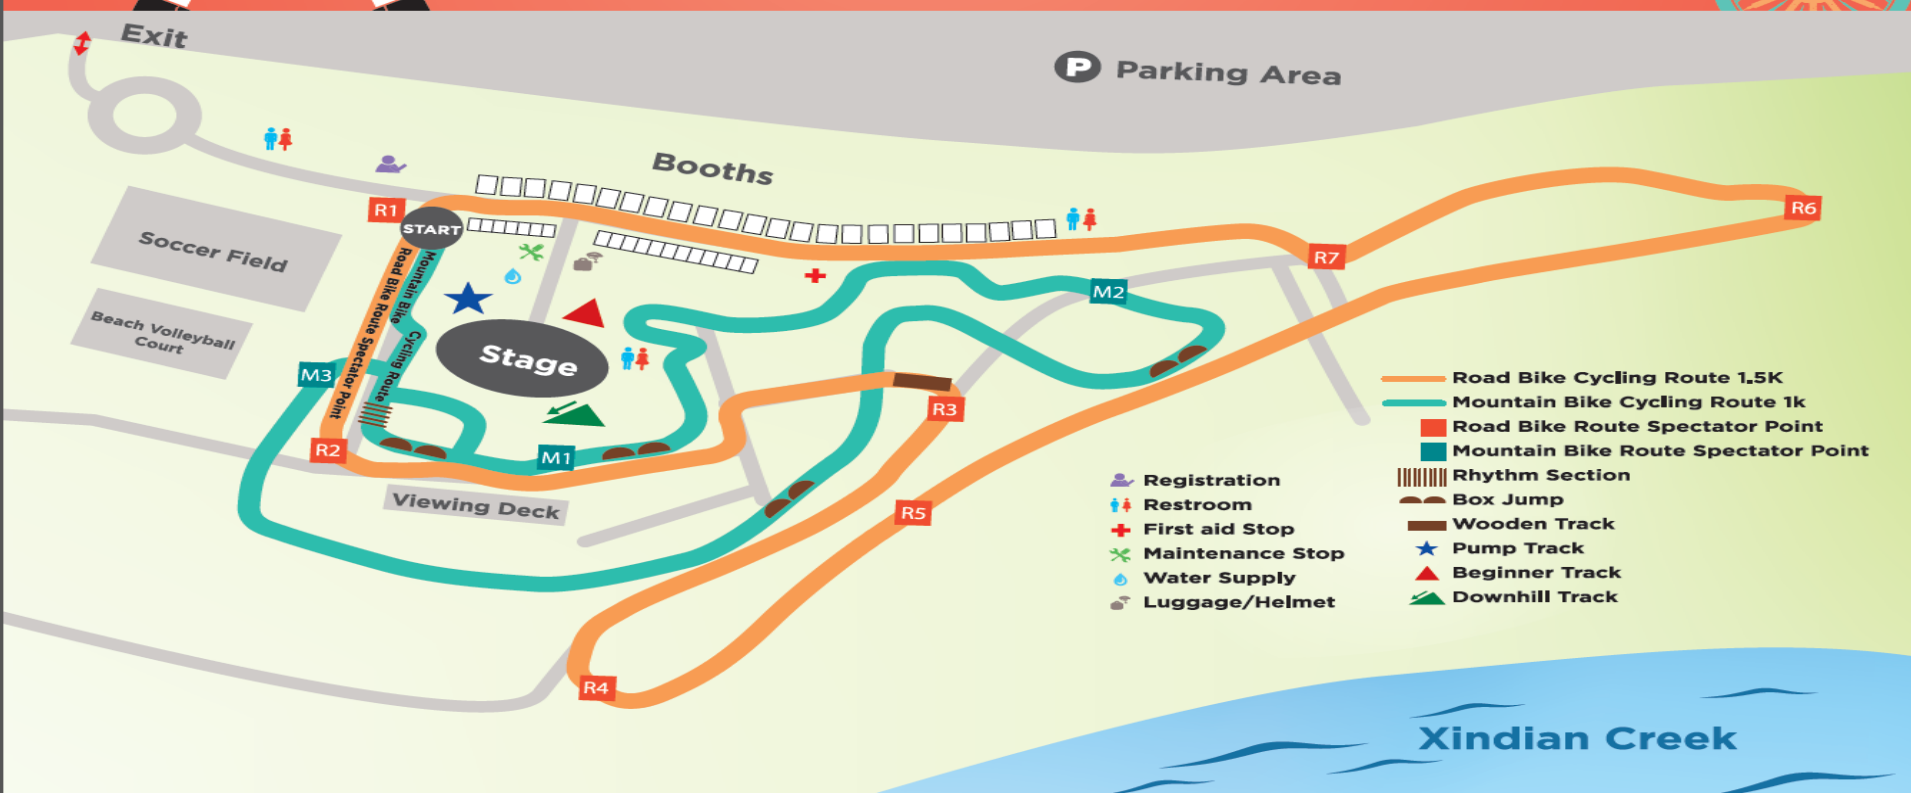 Exit
P Parking Area
Booths
R1
START
Soccer Field
Beach Volleyball
Court
Road Bike Route Spectator Point
Mountain Bike Cycling Route
Stage
M2
R7
R6
M3
R2
M1
R3
Viewing Deck
R5
R4
Registration
Restroom
First aid Stop
Maintenance Stop
Water Supply
Luggage/Helmet
Road Bike Cycling Route 1.5K
Mountain Bike Cycling Route 1k
Road Bike Route Spectator Point
Mountain Bike Route Spectator Point
Rhythm Section
Box Jump
Wooden Track
Pump Track
Beginner Track
Downhill Track
Xindian Creek